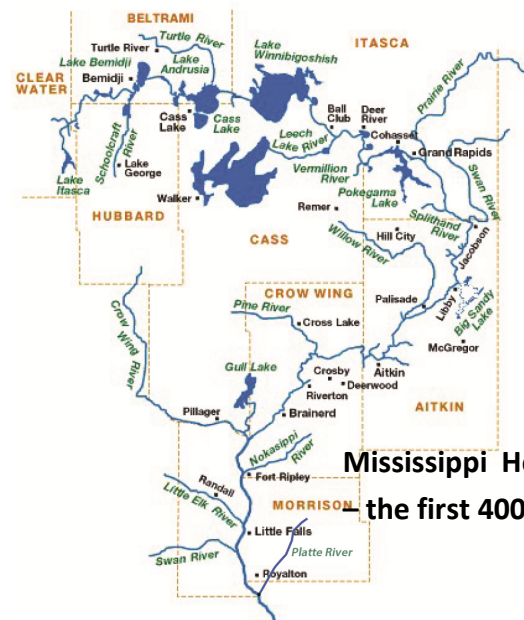 BELTRAMI
Turtle River
Turtle River
Lake
Winnibigoshish
ITASCA
Lake Bemidji
Lake
Andrusia
CLEAR
WATER
Bemidji
Prairie River
Ball
Club
Deer
River
Cass
Lake
Cass
Lake
Leech
Lake River
Cohasset
Grand Rapids
Schoolcraft
River
Lake
George
Lake
Itasca
Vermillion
River
Pokegama
Lake
Swan River
Walker
Remer
Splithand
River
HUBBARD
Hill City
Jacobson
CASS
Willow River
CROW WING
Palisade
Libby
Big Sandy
Lake
Pine River
Cross Lake
McGregor
Crow Wing
River
Gull Lake
Crosby
Aitkin
Deerwood
Riverton
AITKIN
Pillager
Brainerd
Nokasippi
River
Mississippi He
Fort Ripley
Randall
Little Elk River
MORRISON
– the first 400
Little Falls
Platte River
Swan River
Royalton